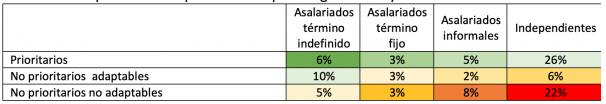 Asalariados término indefinido | Asalariados término fijo | Asalariados informales | Independientes
Prioritarios | 6% | 3% | 5% | 26%
No prioritarios  adaptables | 10% | 3% | 2% | 6%
No prioritarios no adaptables | 5% | 3% | 8% | 22%